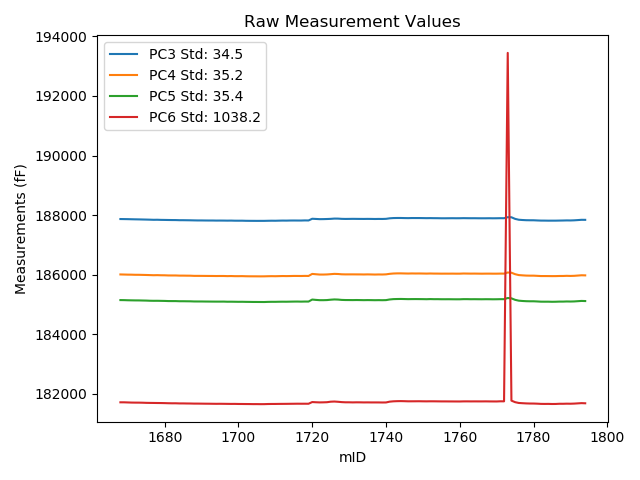 Raw Measurement Values
PC3 Std: 34.5
PC4 Std: 35.2
PC5 Std: 35.4
PC6 Std: 1038.2
Measurements (fF)
194000
192000
190000
188000
186000
184000
182000
1680 1700 1720 1740 1760 1780 1800
mID